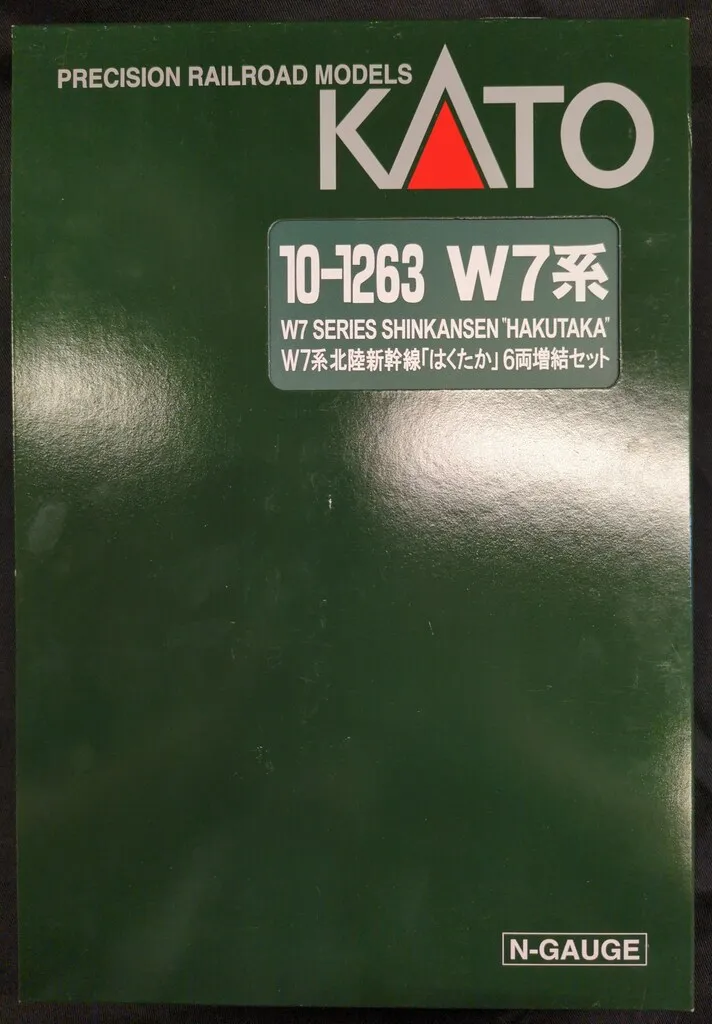 PRECISION RAILROAD MODELS
KATO
10-1263 W7系
W7 SERIES SHINKANSEN "HAKUTAKA"
W7系北陸新幹線「はくたか」6両増結セット
N-GAUGE